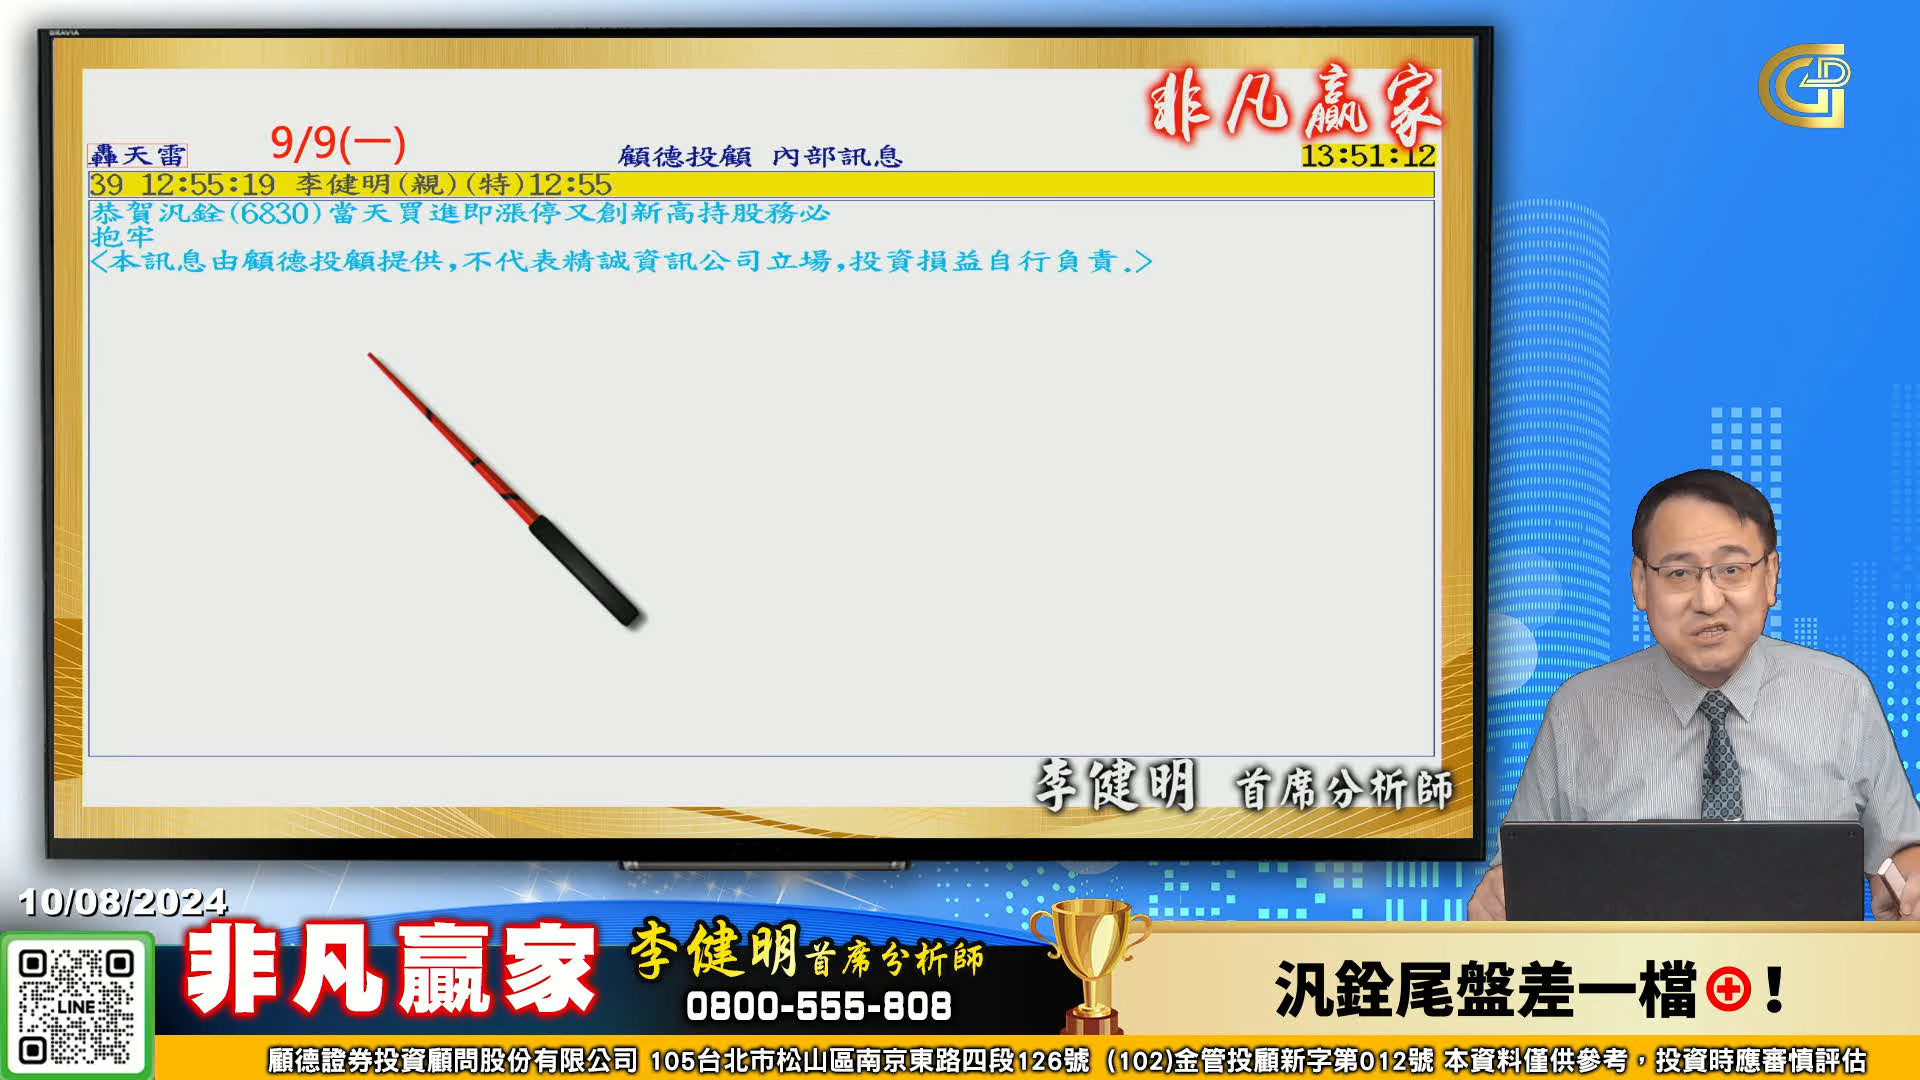 BRAVIA
非凡贏家
轟天雷
9/9(一)
顧德投顧 內部訊息
13:51:12
39 12:55:19 李健明(親)(特)12:55
恭賀汎銓(6830)當天買進即漲停又創新高持股務必
抱牢
<本訊息由顧德投顧提供,不代表精誠資訊公司立場,投資損益自行負責.>
李健明 首席分析師
10/08/2024
LINE
非凡贏家
李健明首席分析師
0800-555-808
汎銓尾盤差一檔⊕！
顧德證券投資顧問股份有限公司 105台北市松山區南京東路四段126號 (102)金管投顧新字第012號 本資料僅供參考，投資時應審慎評估